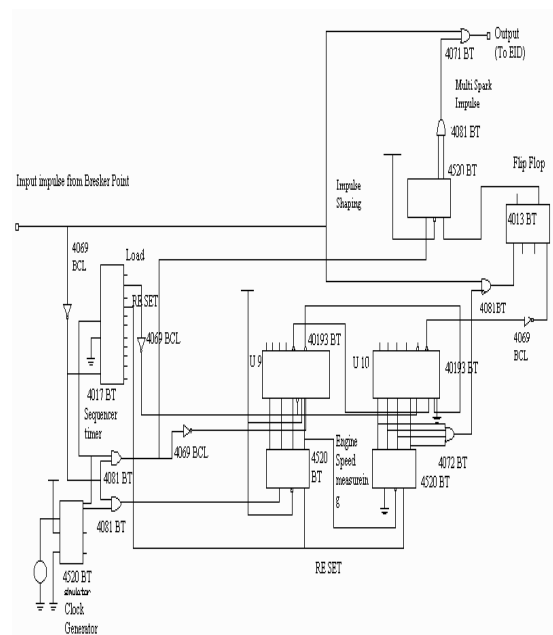 Output
(To EID)
4071 BT
Multi Spark
Impulse
4081 BT
4520 BT
Flip Flop
Imput impulse from Bresker Point
Impulse
Shaping
4013 BT
4069
BCL
Load
RE SET
4081BT
4069 BCL
40193 BT
4069
BCL
U 9
U 10
40193 BT
4017 BT
Sequencer
timer
4069 BCL
Engine
Speed
measurein
g
4072 BT
4081 BT
4520
BT
4520 BT
4081 BT
4520 BT
simulator
Clock
Generator
RE SET